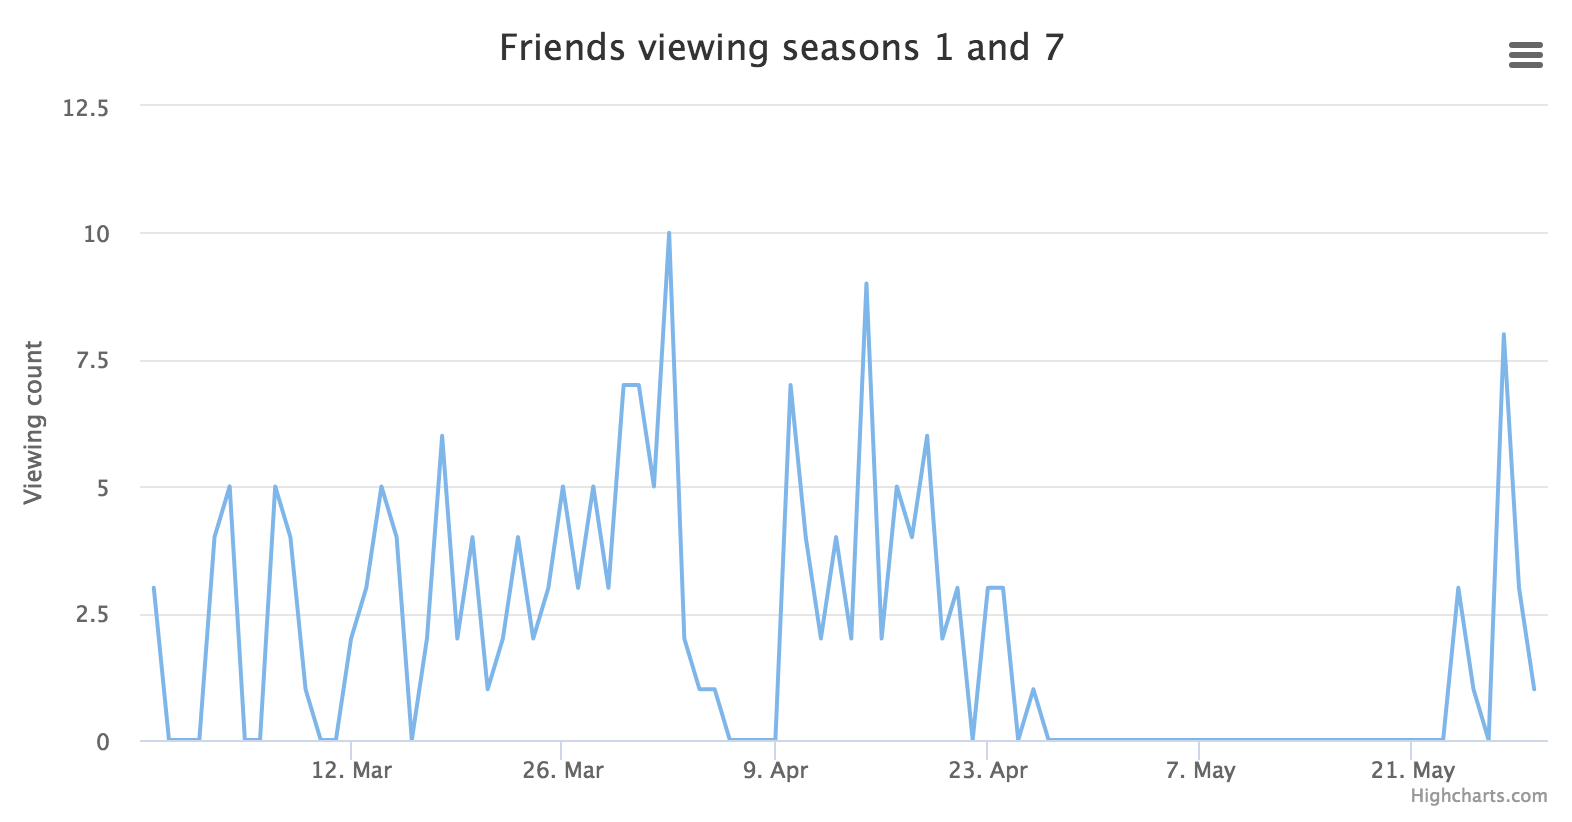 Friends viewing seasons 1 and 7
Viewing count
12.5
10
7.5
5
2.5
0
12. Mar
26. Mar
9. Apr
23. Apr
7. May
21. May
Highcharts.com